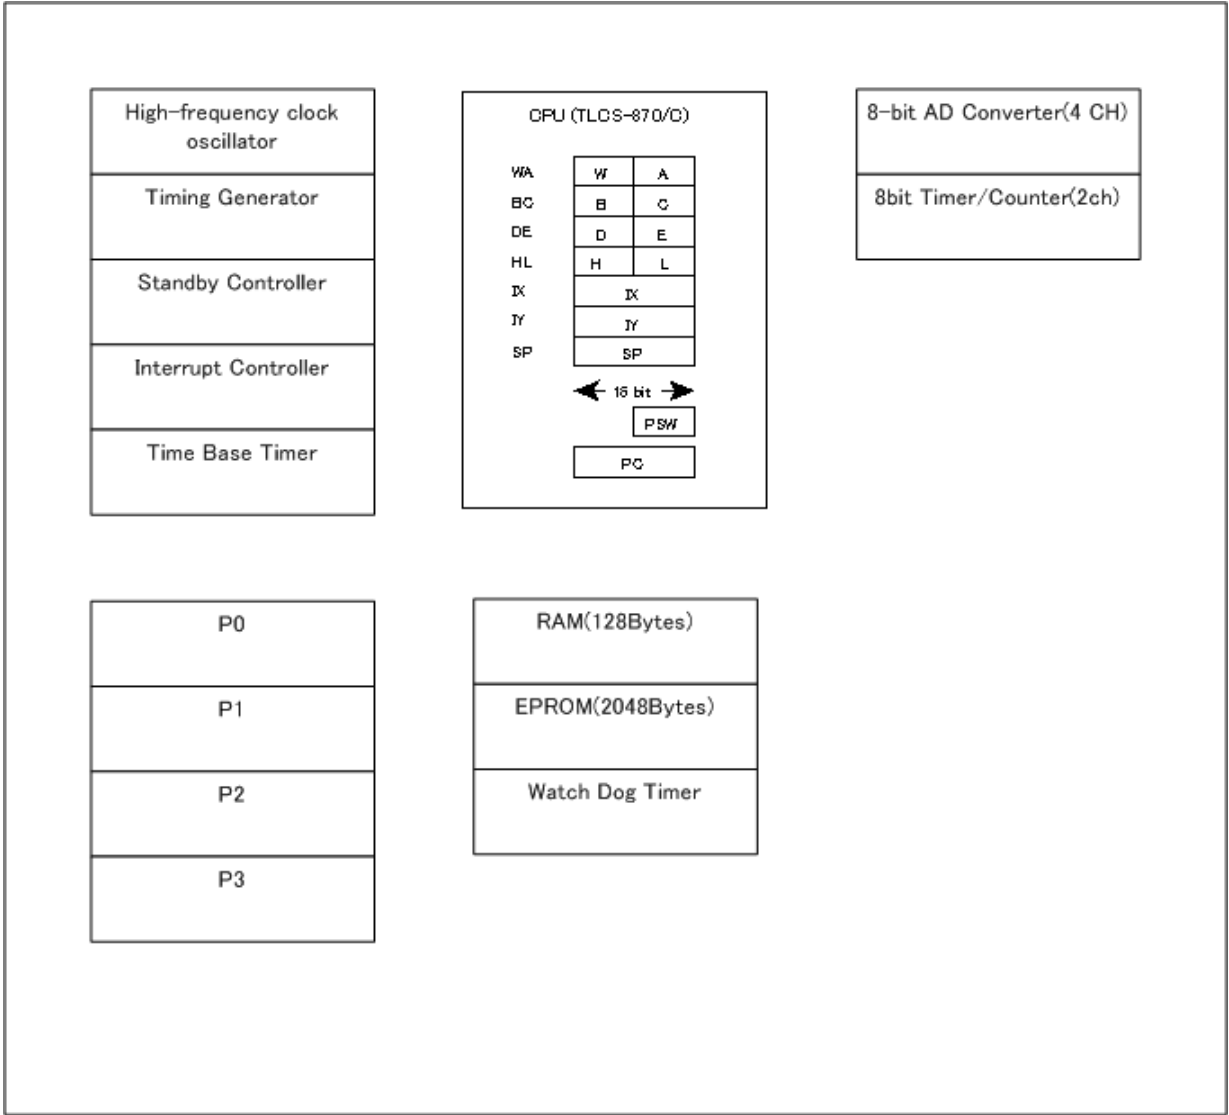 High-frequency clock
oscillator
Timing Generator
Standby Controller
Interrupt Controller
Time Base Timer
CPU (TLCS-870/C)
WA W A
BC B C
DE D E
HL H L
IX IX
IY IY
SP SP
16 bit
PSW
PC
8-bit AD Converter(4 CH)
8bit Timer/Counter(2ch)
P0
P1
P2
P3
RAM(128Bytes)
EPROM(2048Bytes)
Watch Dog Timer